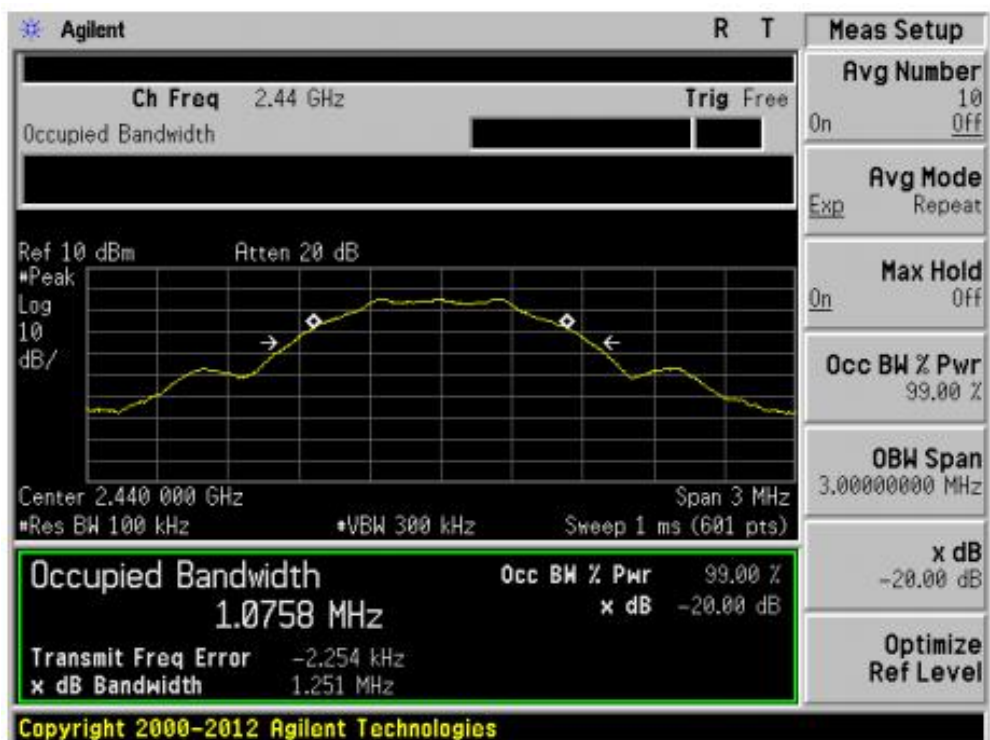 Agilent R T
Ch Freq 2.44 GHz Trig Free
Occupied Bandwidth
Ref 10 dBm Atten 20 dB
#Peak
Log
10
dB/
Center 2.440 000 GHz Span 3 MHz
#Res BW 100 kHz #VBW 300 kHz Sweep 1 ms (601 pts)
Occupied Bandwidth
1.0758 MHz
Occ BW % Pwr 99.00 %
x dB -20.00 dB
Transmit Freq Error -2.254 kHz
x dB Bandwidth 1.251 MHz
Copyright 2000-2012 Agilent Technologies
Meas Setup
Avg Number
10
On Off
Avg Mode
Exp Repeat
Max Hold
On Off
Occ BW % Pwr
99.00 %
OBW Span
3.00000000 MHz
x dB
-20.00 dB
Optimize
Ref Level